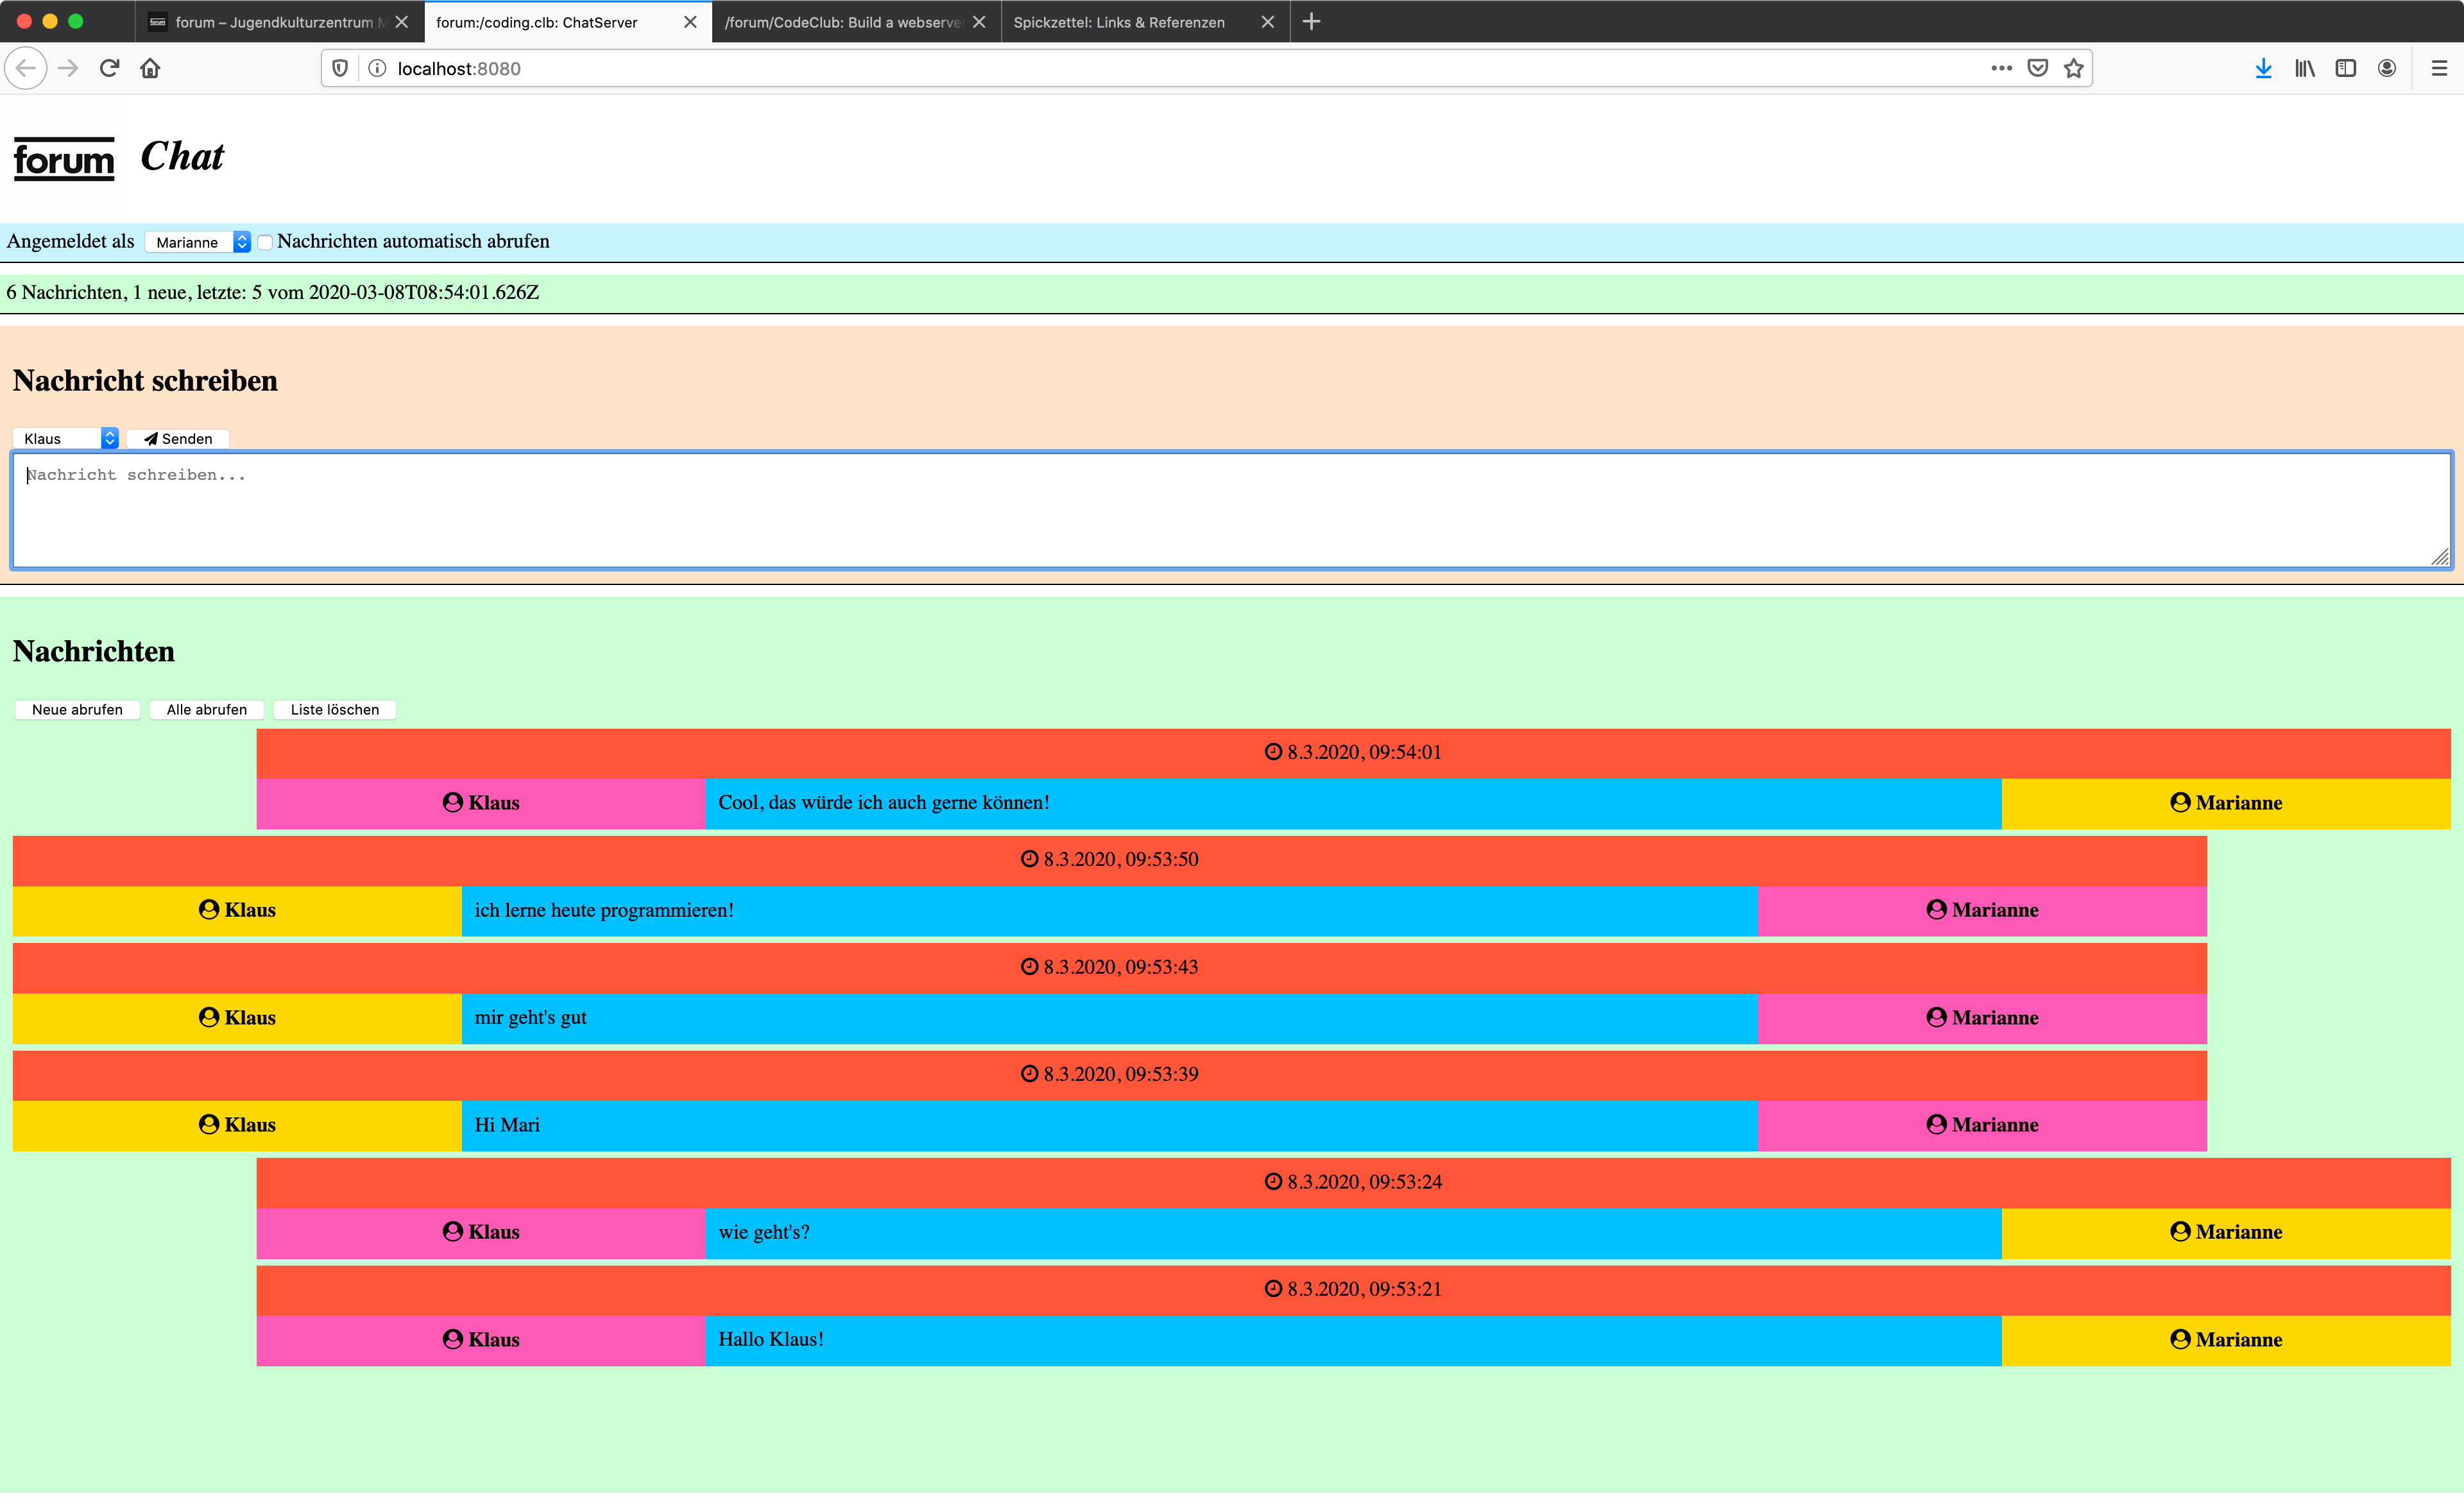 forum – Jugendkulturzentrum M
forum:/coding.clb: ChatServer
/forum/CodeClub: Build a webserve
Spickzettel: Links & Referenzen
localhost:8080
forum Chat
Angemeldet als Marianne Nachrichten automatisch abrufen
6 Nachrichten, 1 neue, letzte: 5 vom 2020-03-08T08:54:01.626Z
Nachricht schreiben
Klaus Senden
Nachricht schreiben...
Nachrichten
Neue abrufen Alle abrufen Liste löschen
8.3.2020, 09:54:01
Klaus Cool, das würde ich auch gerne können! Marianne
8.3.2020, 09:53:50
Klaus ich lerne heute programmieren! Marianne
8.3.2020, 09:53:43
Klaus mir geht's gut Marianne
8.3.2020, 09:53:39
Klaus Hi Mari Marianne
8.3.2020, 09:53:24
Klaus wie geht's? Marianne
8.3.2020, 09:53:21
Klaus Hallo Klaus! Marianne